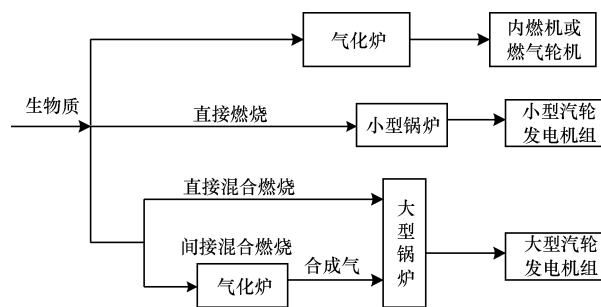 气化炉
内燃机或
燃气轮机
生物质
直接燃烧
小型锅炉
小型汽轮
发电机组
直接混合燃烧
大
型
锅
炉
间接混合燃烧
气化炉
合成气
大型汽轮
发电机组